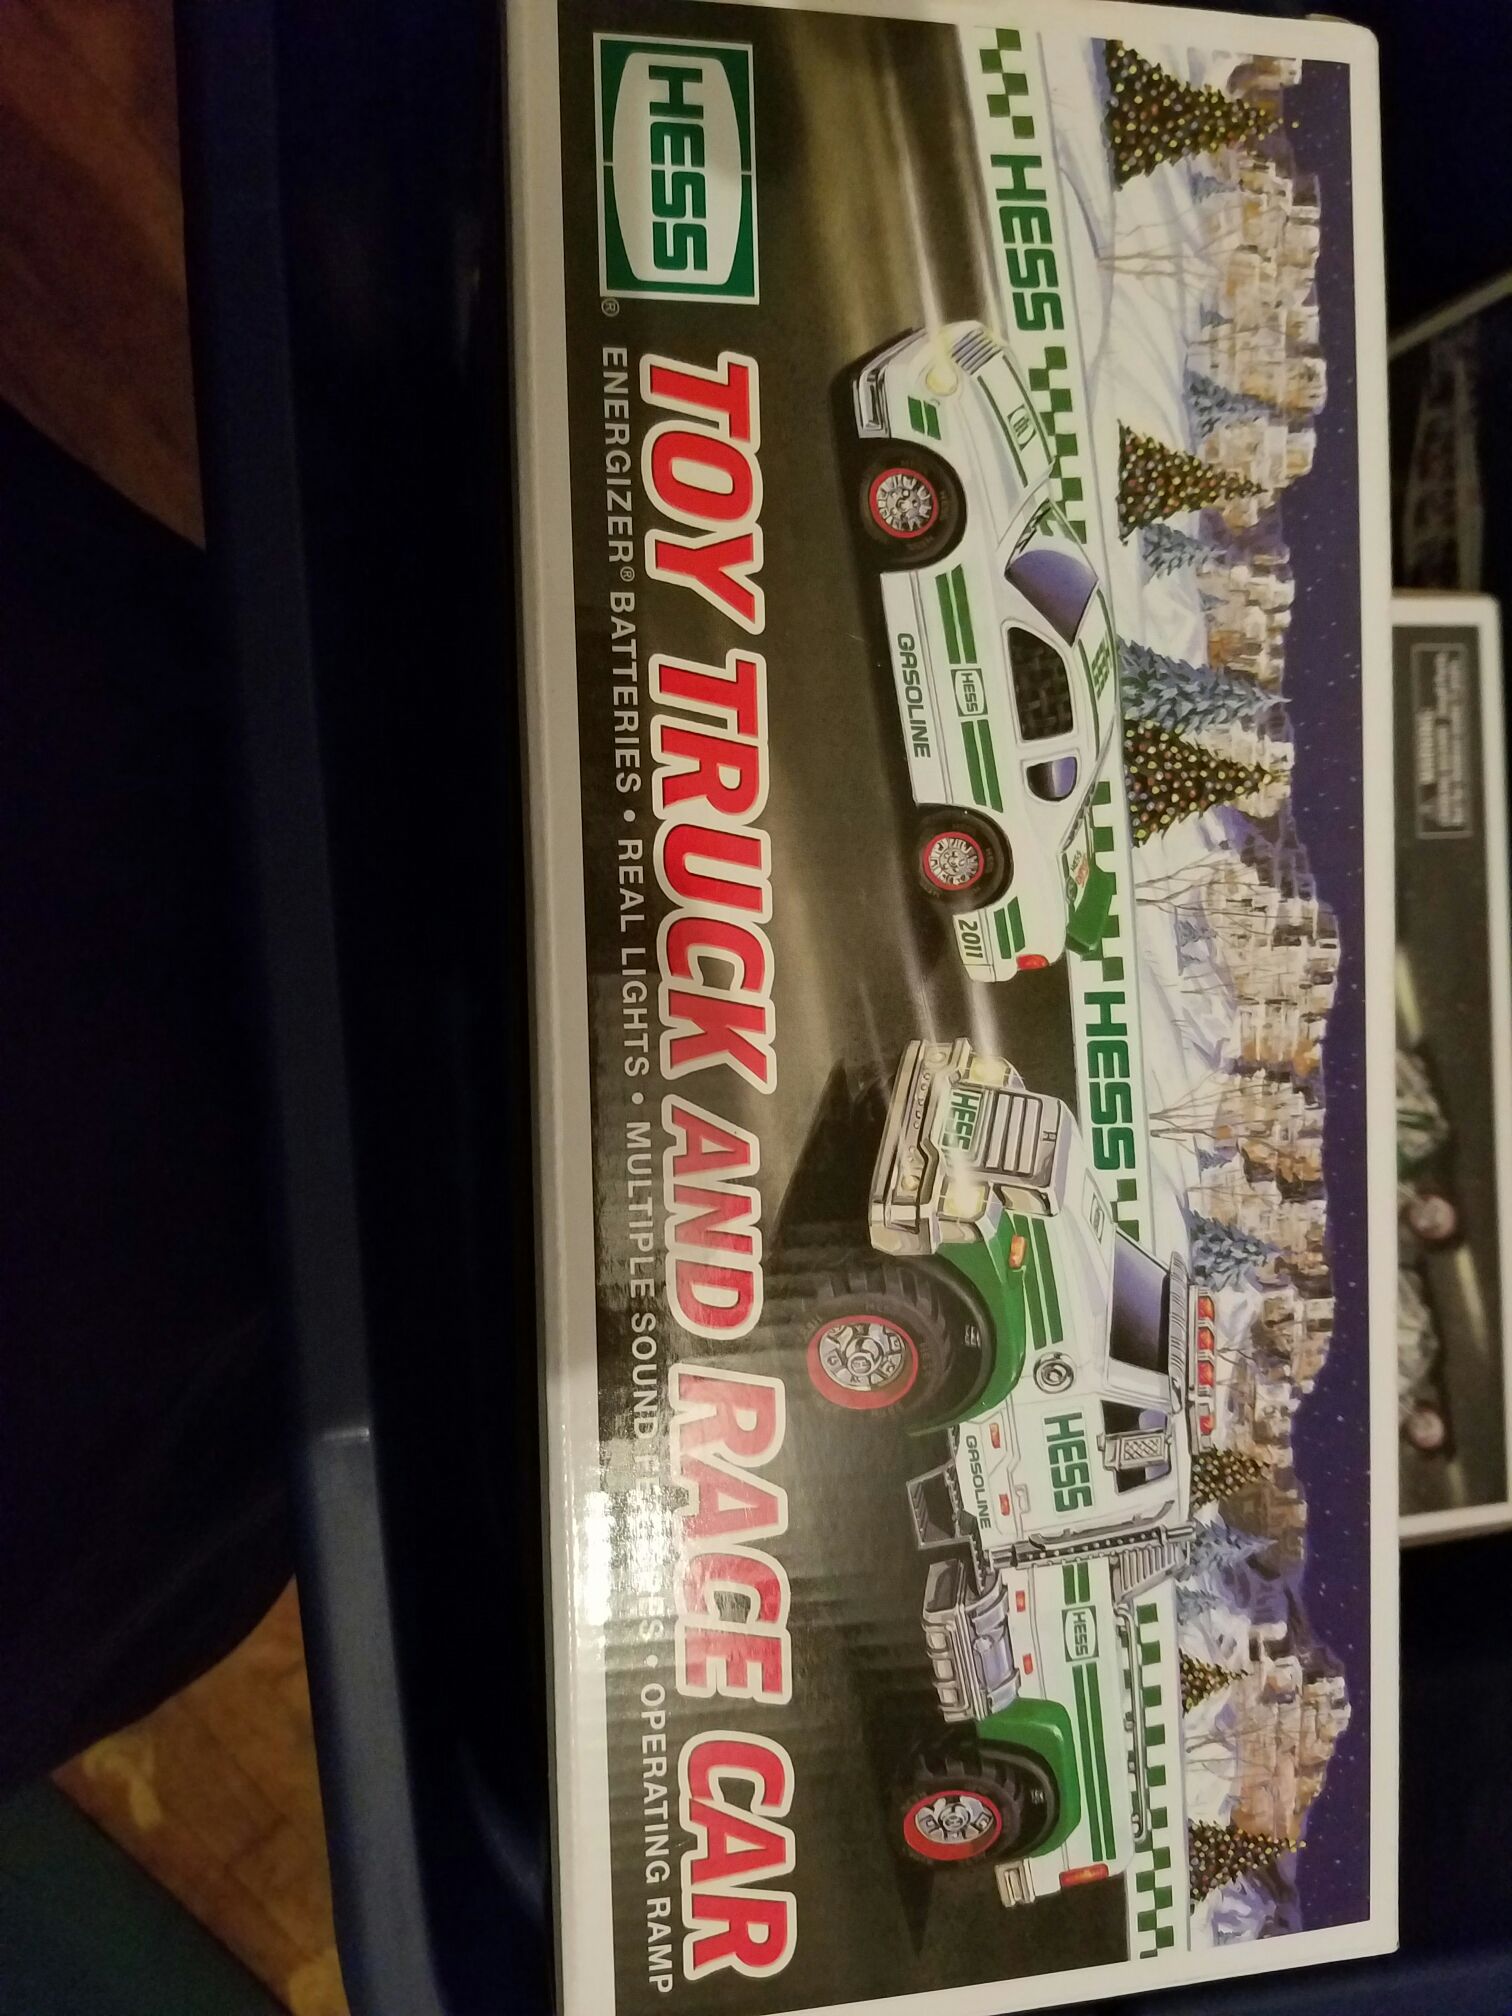 HESS
HESS
GASOLINE
HESS
2011
HESS
HESS
HESS
GASOLINE
HESS
HESS®
TOY TRUCK AND RACE CAR
ENERGIZER® BATTERIES • REAL LIGHTS • MULTIPLE SOUND • OPERATING RAMP